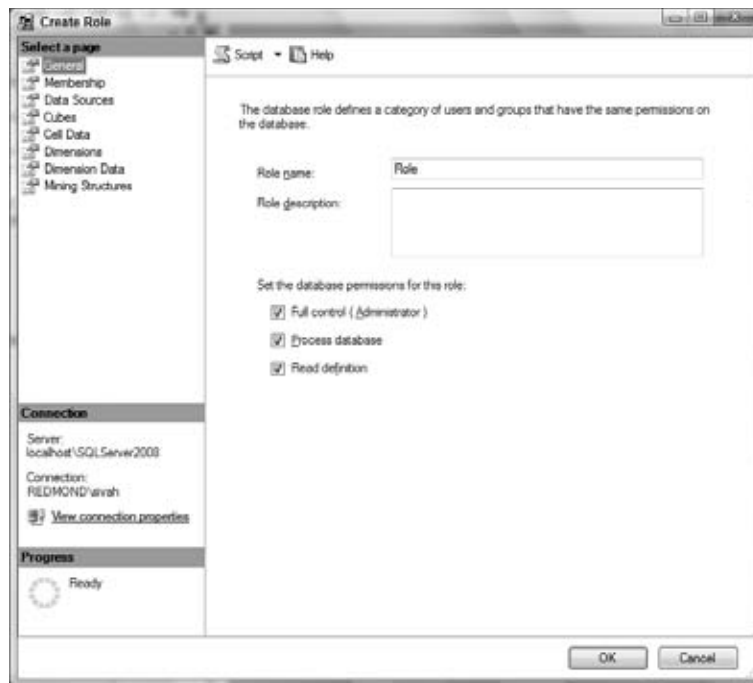 Create Role
Select a page
General
Membership
Data Sources
Cubes
Cell Data
Dimensions
Dimension Data
Mining Structures
Script
Help
The database role defines a category of users and groups that have the same permissions on
the database.
Role name:
Role
Role description:
Set the database permissions for this role:
Full control ( Administrator )
Process database
Read definition
Connection
Server:
localhost\SQLServer2008
Connection:
REDMOND\sivah
View connection properties
Progress
Ready
OK
Cancel